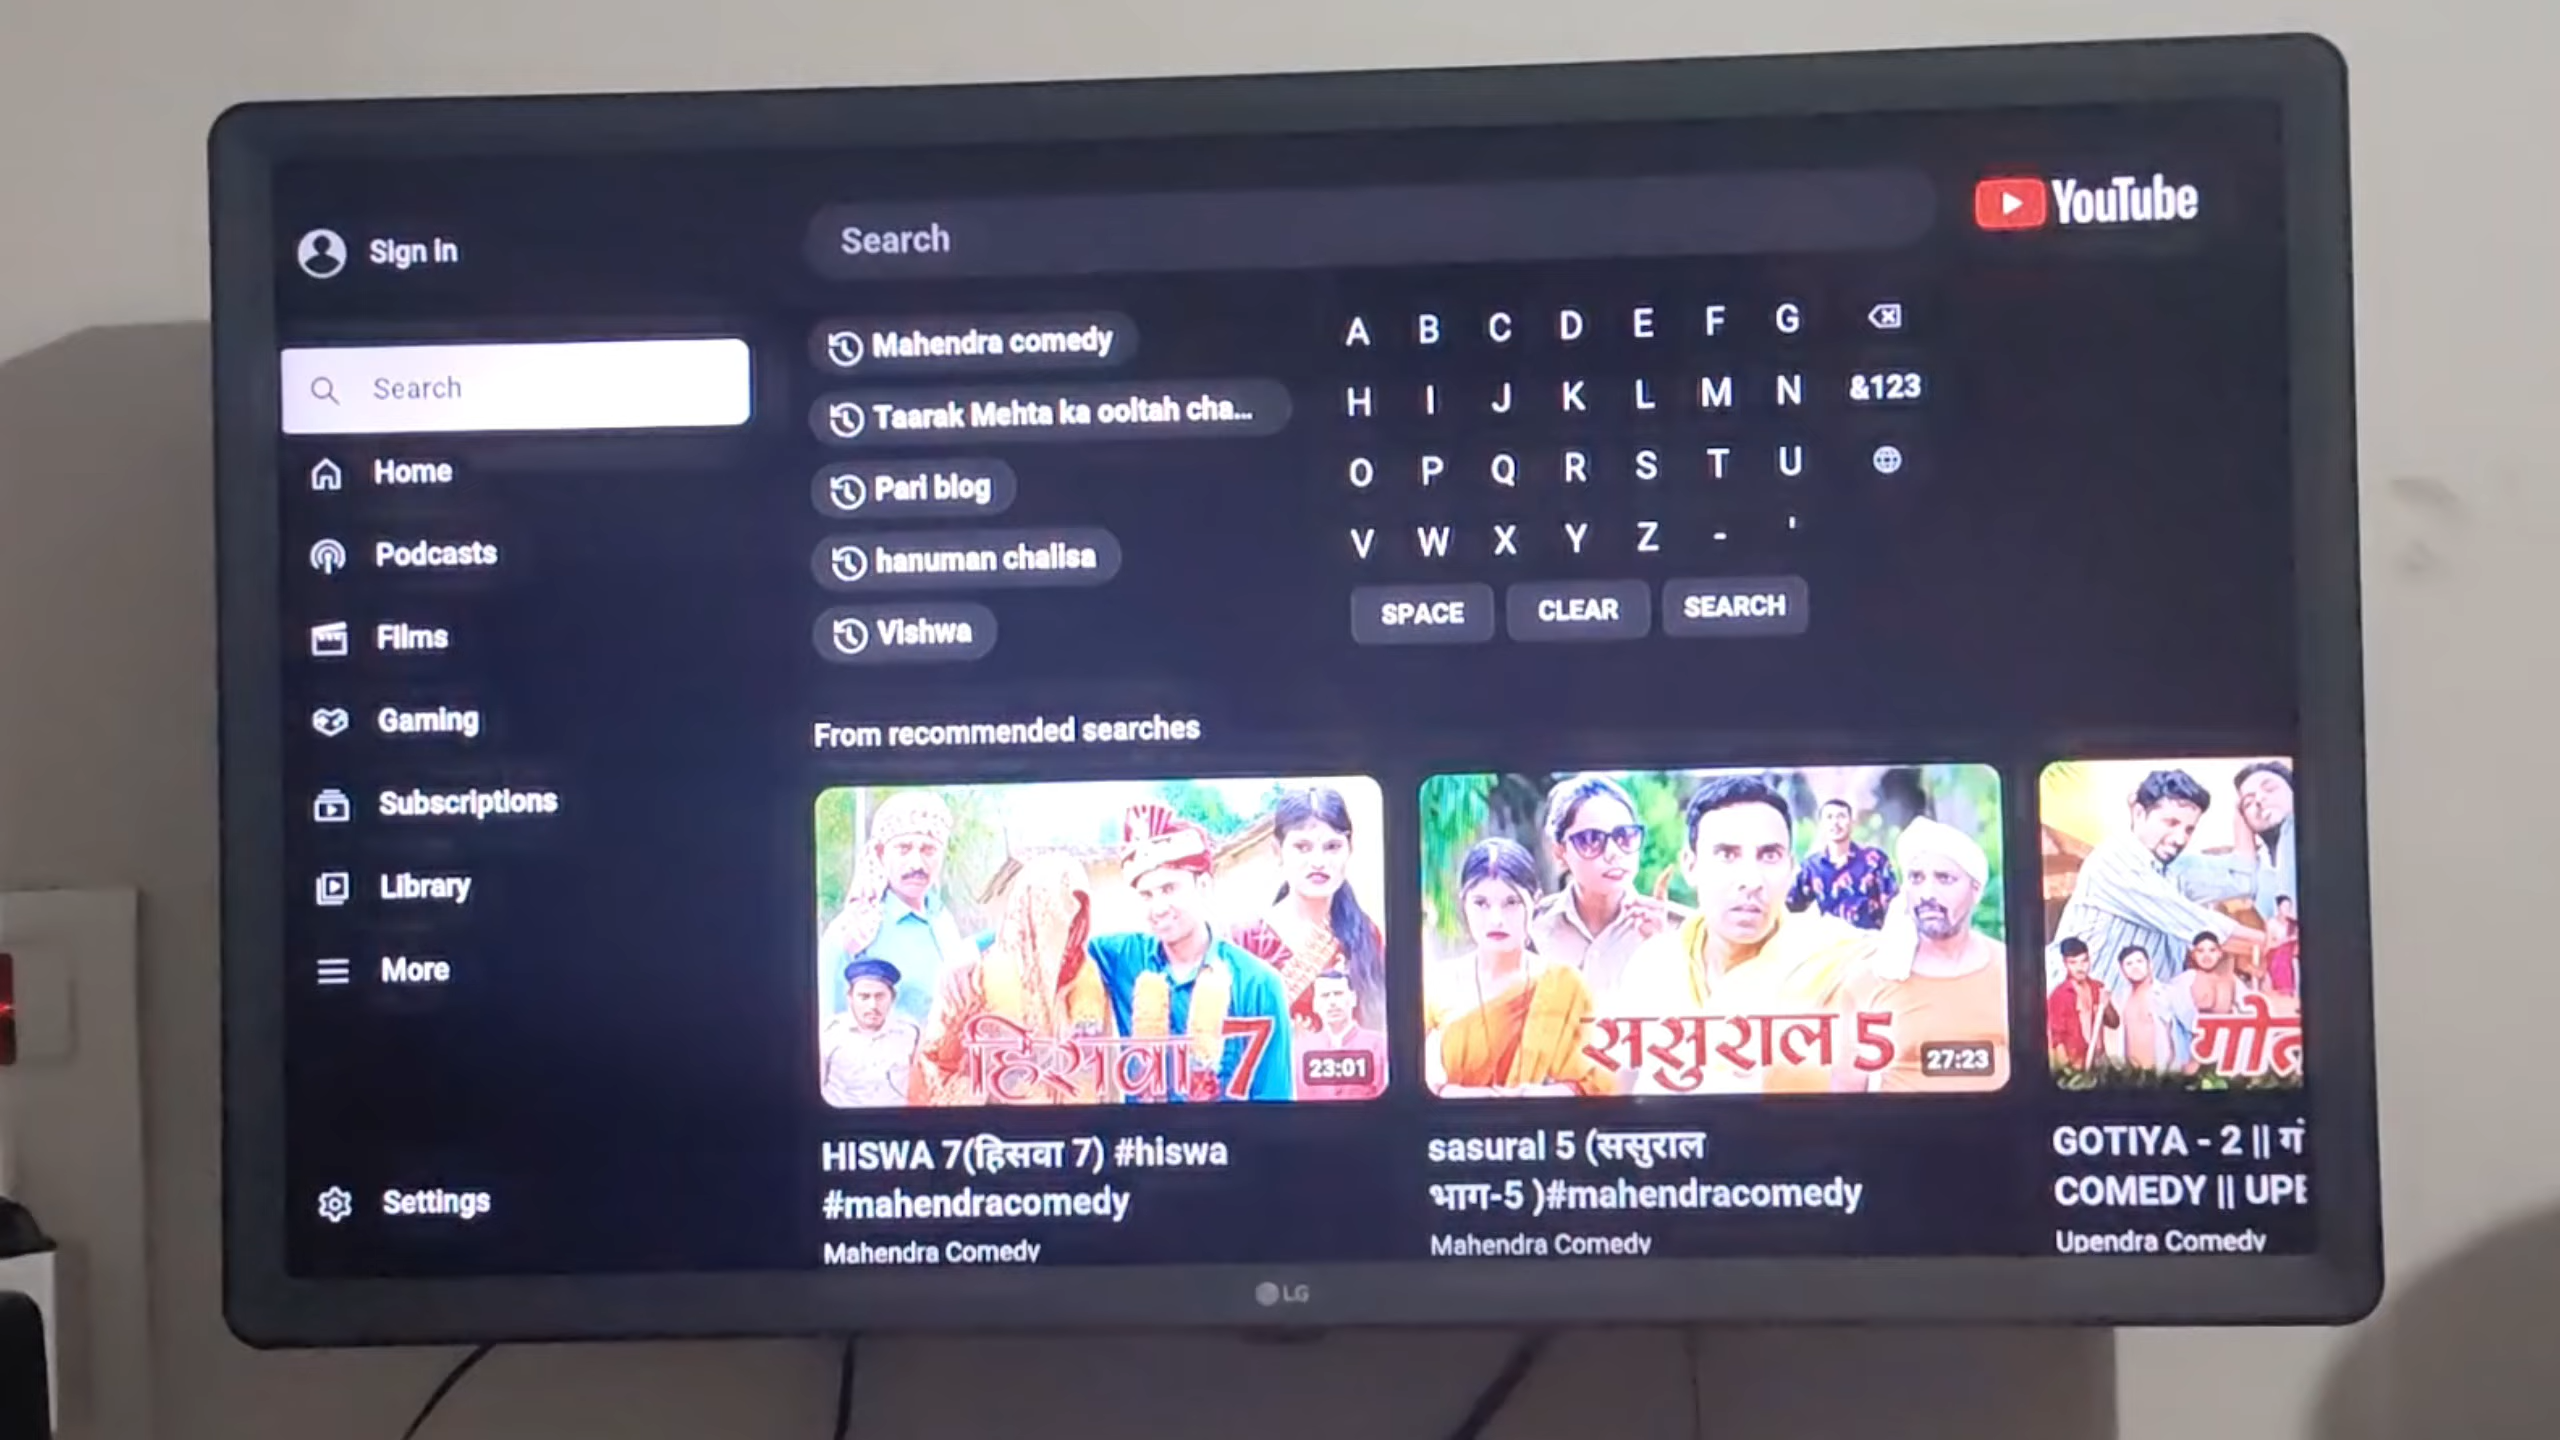 Sign in
Search
YouTube
Search
Home
Podcasts
Films
Gaming
Subscriptions
Library
More
Settings
Mahendra comedy
Taarak Mehta ka ooltah cha...
Pari blog
hanuman chalisa
Vishwa
A B C D E F G
H I J K L M N &123
O P Q R S T U
V W X Y Z - '
SPACE CLEAR SEARCH
From recommended searches
हिसवा 7
23:01
ससुराल 5
27:23
HISWA 7(हिसवा 7) #hiswa
#mahendracomedy
Mahendra Comedy
sasural 5 (ससुराल
भाग-5 )#mahendracomedy
Mahendra Comedy
GOTIYA - 2 ||
COMEDY ||
Upendra Comedy
LG